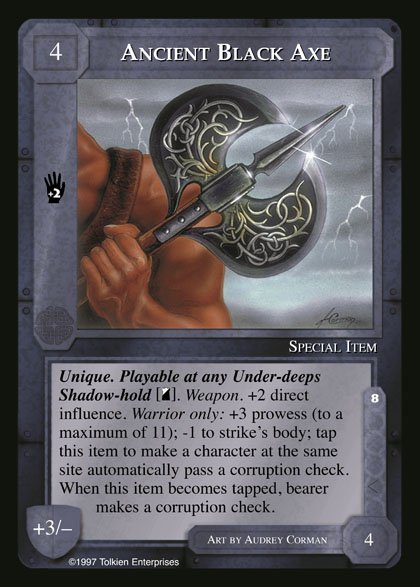 4
ANCIENT BLACK AXE
+2
ACorman
SPECIAL ITEM
Unique. Playable at any Under-deeps
Shadow-hold [ ]. Weapon. +2 direct
influence. Warrior only: +3 prowess (to a
maximum of 11); -1 to strike's body; tap
this item to make a character at the same
site automatically pass a corruption check.
When this item becomes tapped, bearer
makes a corruption check.
8
+3/–
ART BY AUDREY CORMAN
4
©1997 Tolkien Enterprises